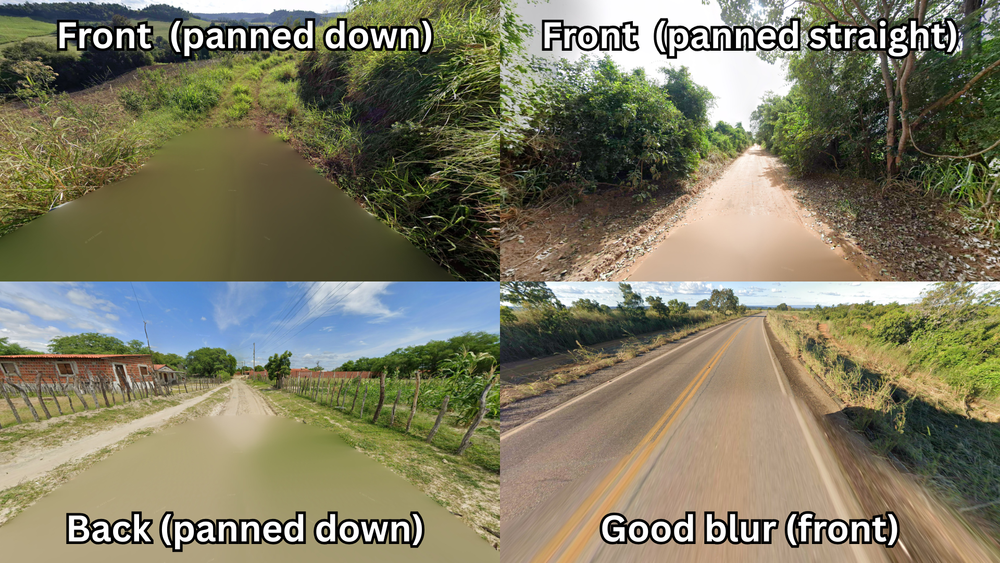 Front (panned down)
Front (panned straight)
Back (panned down)
Good blur (front)